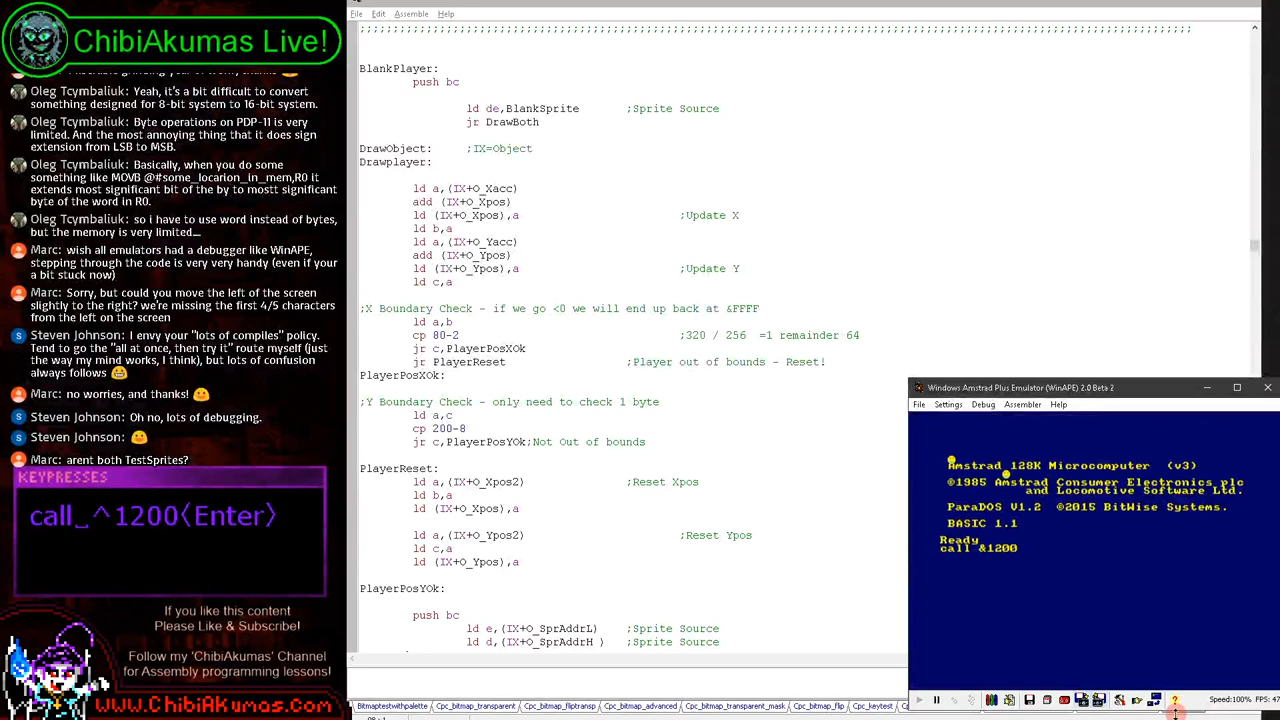 ChibiAkumas Live!
Oleg Tcymbaliuk: Yeah, it's a bit difficult to convert
something designed for 8-bit system to 16-bit system.
Oleg Tcymbaliuk: Byte operations on PDP-11 is very
limited. And the most annoying thing that it does sign
extension from LSB to MSB.
Oleg Tcymbaliuk: Basically, when you do some
something like MOVB @#some_locarion_in_mem,R0 it
extends most significant bit of the by to mostt significant
byte of the word in R0.
Oleg Tcymbaliuk: so i have to use word instead of bytes,
but the memory is very limited...
Marc: wish all emulators had a debugger like WinAPE,
stepping through the code is very very handy (even if your
a bit stuck now)
Marc: Sorry, but could you move the left of the screen
slightly to the right? we're missing the first 4/5 characters
from the left on the screen
Steven Johnson: I envy your "lots of compiles" policy.
Tend to go the "all at once, then try it" route myself (just
the way my mind works, I think), but lots of confusion
always follows
Marc: no worries, and thanks!
Steven Johnson: Oh no, lots of debugging.
Steven Johnson:
Marc: arent both TestSprites?
KEYPRESSES
call_^1200〈Enter〉
If you like this content
Please Like & Subscribe!
Follow my 'ChibiAkumas' Channel
for Assembly programming lessons!
www.ChibiAkumas.com
File Edit Assemble Help
BlankPlayer:
push bc
ld de,BlankSprite ;Sprite Source
jr DrawBoth
DrawObject: ;IX=Object
Drawplayer:
ld a,(IX+O_Xacc)
add (IX+O_Xpos)
ld (IX+O_Xpos),a ;Update X
ld b,a
ld a,(IX+O_Yacc)
add (IX+O_Ypos)
ld (IX+O_Ypos),a ;Update Y
ld c,a
;X Boundary Check - if we go <0 we will end up back at &FFFF
ld a,b
cp 80-2 ;320 / 256 =1 remainder 64
jr c,PlayerPosXOk
jr PlayerReset ;Player out of bounds - Reset!
PlayerPosXOk:
;Y Boundary Check - only need to check 1 byte
ld a,c
cp 200-8
jr c,PlayerPosYOk;Not Out of bounds
PlayerReset:
ld a,(IX+O_Xpos2) ;Reset Xpos
ld b,a
ld (IX+O_Xpos),a
ld a,(IX+O_Ypos2) ;Reset Ypos
ld c,a
ld (IX+O_Ypos),a
PlayerPosYOk:
push bc
ld e,(IX+O_SprAddrL) ;Sprite Source
ld d,(IX+O_SprAddrH ) ;Sprite Source
Bitmaptestwithpalette Cpc_bitmap_transparent Cpc_bitmap_fliptransp Cpc_bitmap_advanced Cpc_bitmap_transparent_mask Cpc_bitmap_flip Cpc_keytest
Windows Amstrad Plus Emulator (WinAPE) 2.0 Beta 2
File Settings Debug Assembler Help
Amstrad 128K Microcomputer (v3)
©1985 Amstrad Consumer Electronics plc
and Locomotive Software Ltd.
ParaDOS V1.2 ©2015 BitWise Systems.
BASIC 1.1
Ready
call &1200
Speed:100% FPS: 47